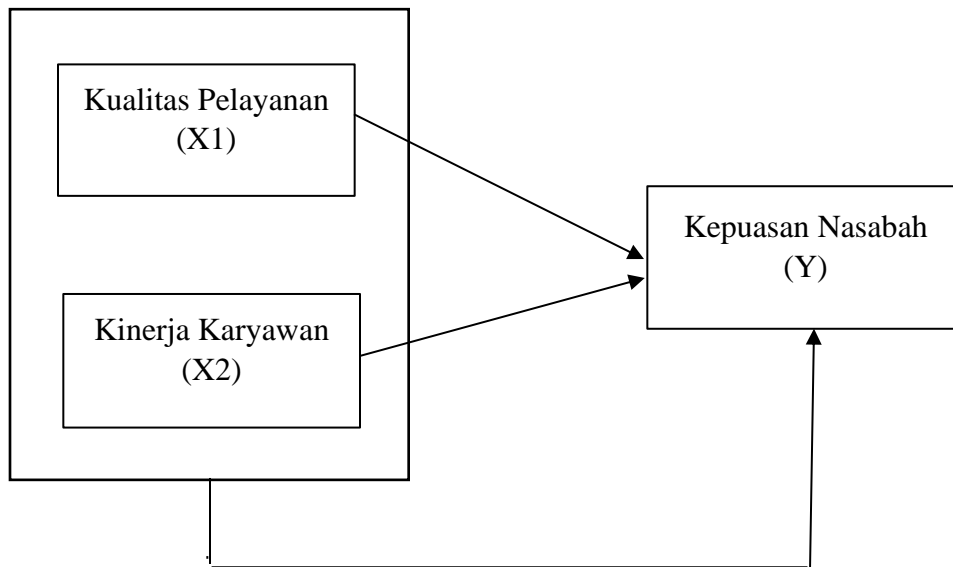 Kualitas Pelayanan
(X1)
Kepuasan Nasabah
(Y)
Kinerja Karyawan
(X2)